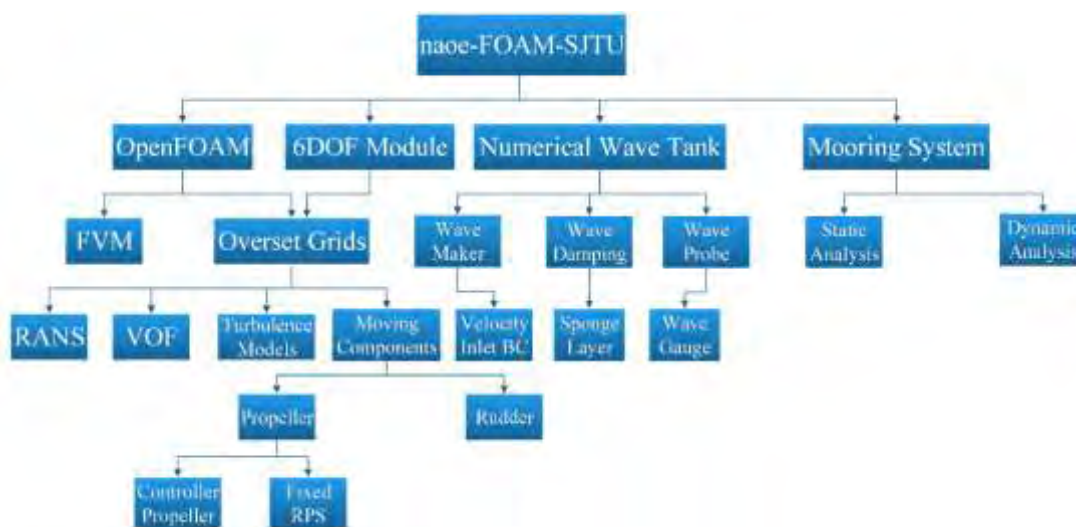 naoe-FOAM-SJTU
OpenFOAM
6DOF Module
Numerical Wave Tank
Mooring System
FVM
Overset Grids
Wave
Maker
Wave
Damping
Wave
Probe
Static
Analysis
Dynamic
Analysis
RANS
VOF
Turbulence
Models
Moving
Components
Velocity
Inlet BC
Sponge
Layer
Wave
Gauge
Propeller
Rudder
Controller
Propeller
Fixed
RPS